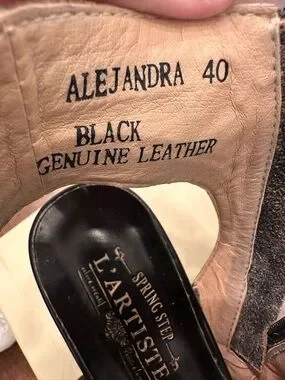 ALEJANDRA 40
BLACK
GENUINE LEATHER
SPRING STEP
L'ARTISTE